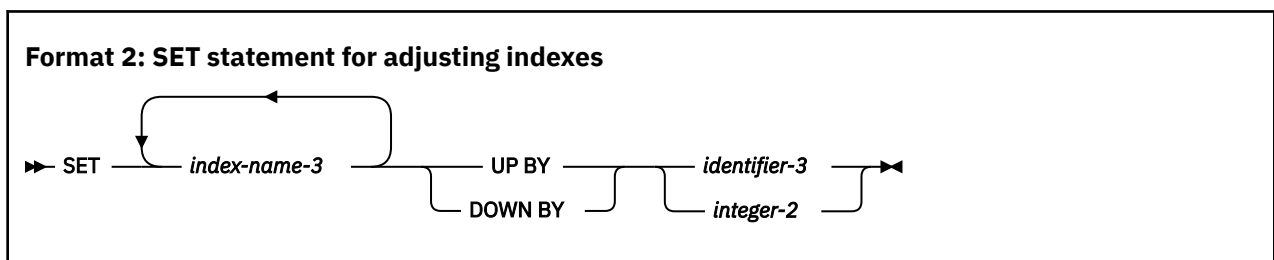 Format 2: SET statement for adjusting indexes
SET index-name-3 UP BY identifier-3
DOWN BY integer-2